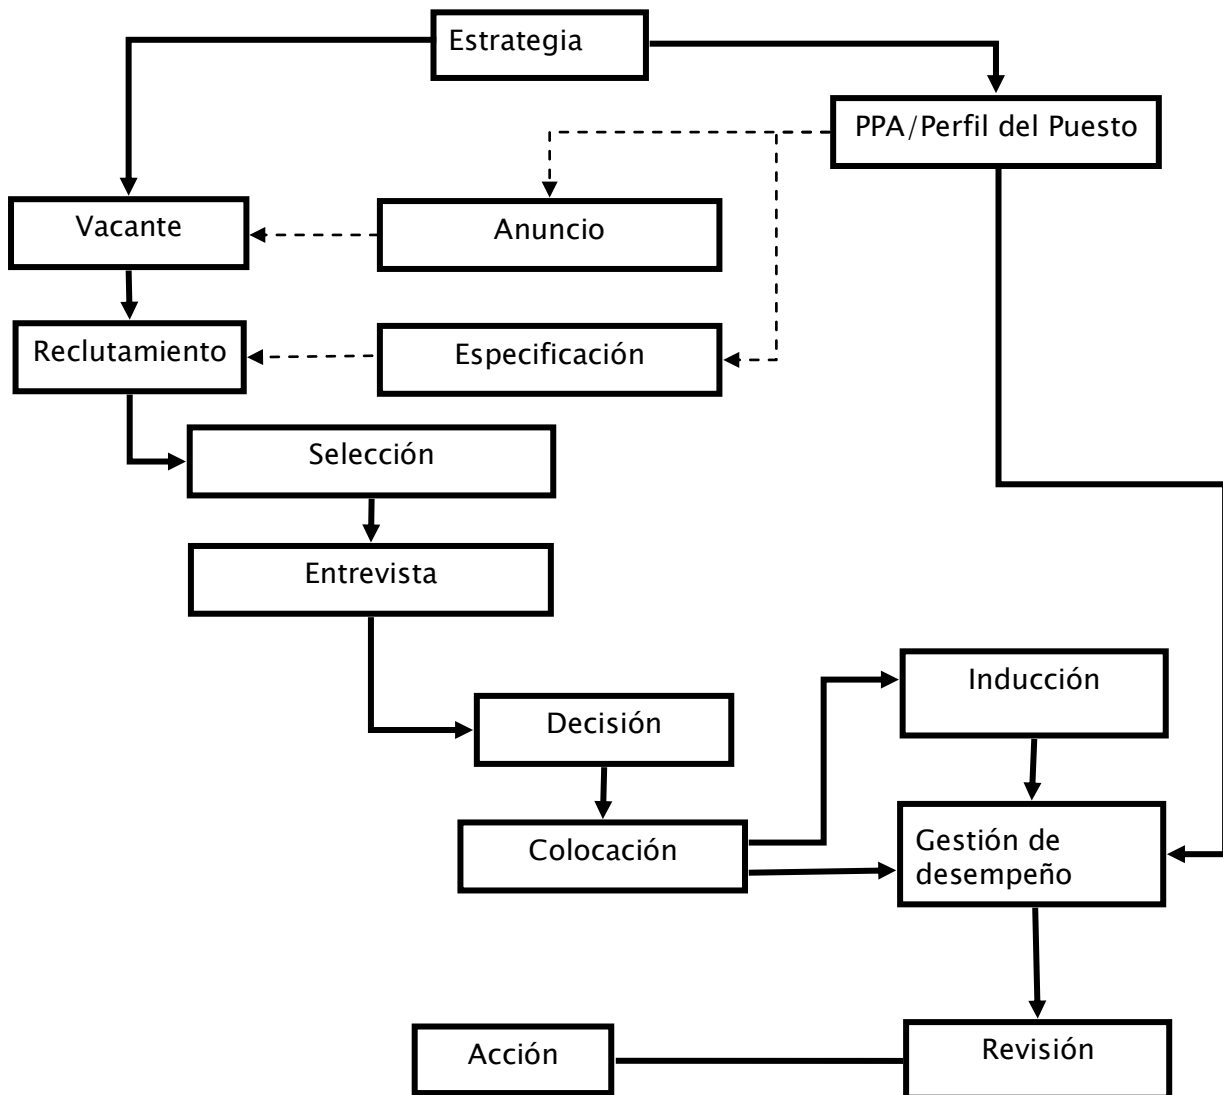 Estrategia
PPA/Perfil del Puesto
Vacante
Anuncio
Reclutamiento
Especificación
Selección
Entrevista
Inducción
Decisión
Gestión de
desempeño
Colocación
Revisión
Acción